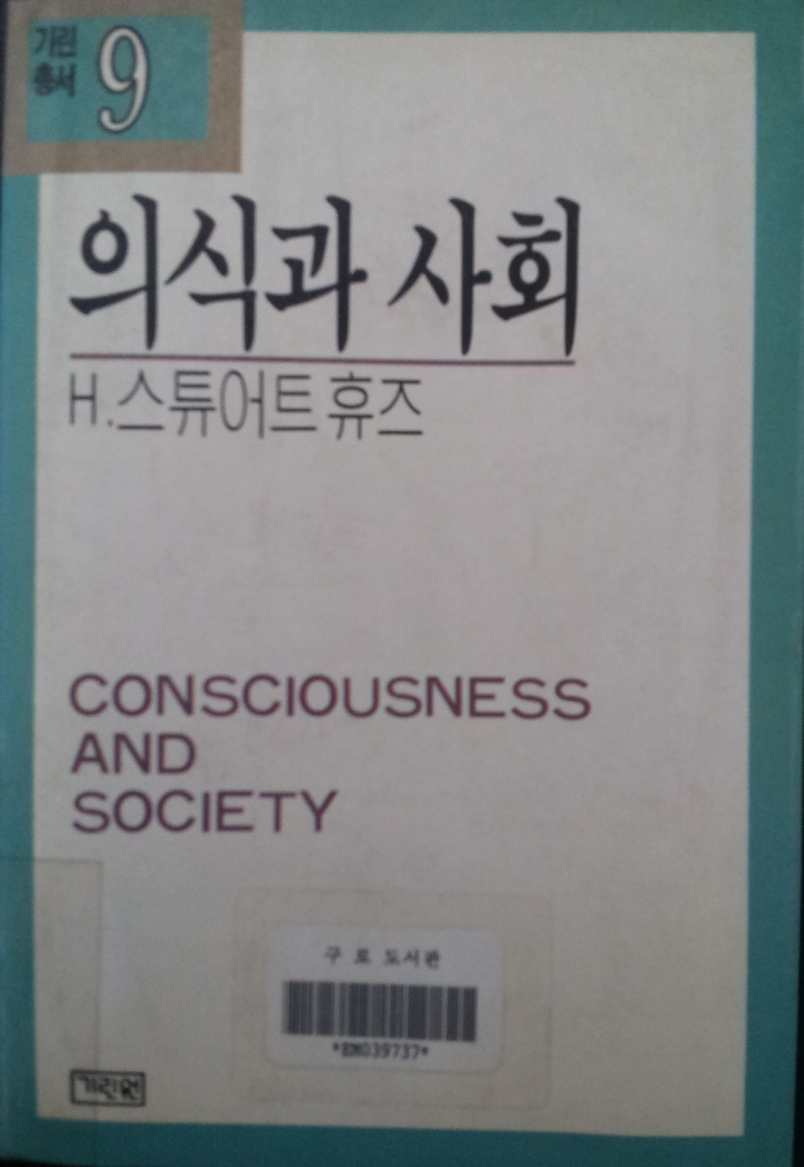 기린
총서
9
의식과 사회
H.스튜어트 휴즈
CONSCIOUSNESS
AND
SOCIETY
구 로 도서관
*EM039737*
기린원